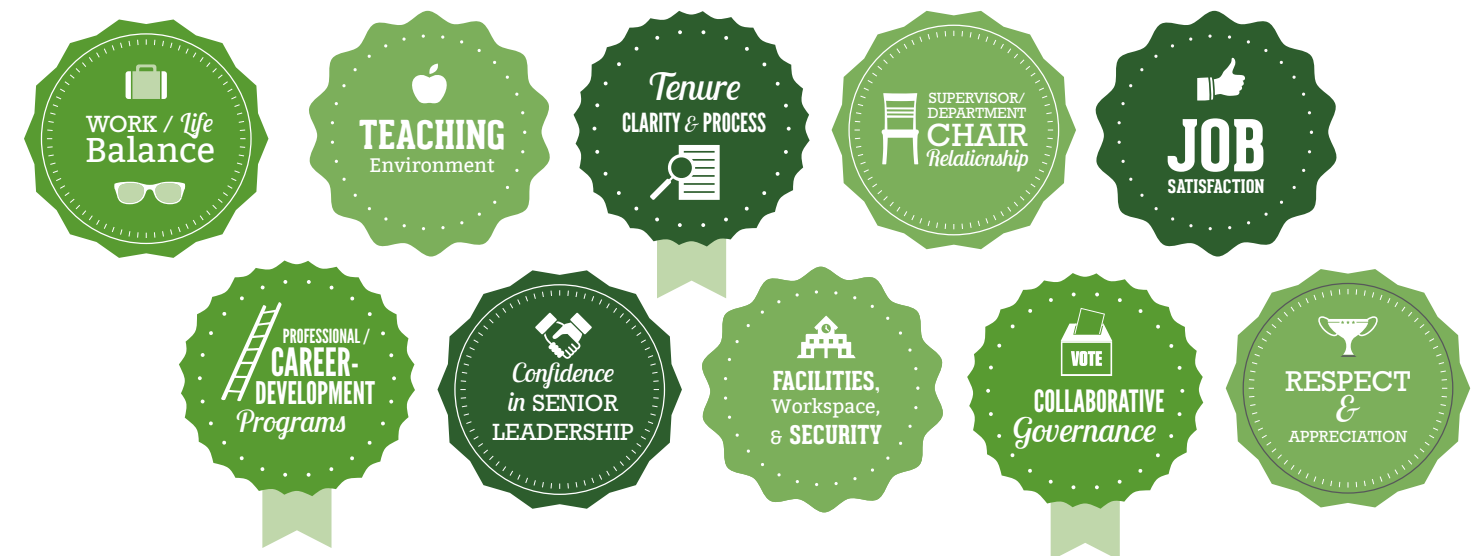 WORK / Life
Balance
TEACHING
Environment
Tenure
CLARITY & PROCESS
SUPERVISOR/
DEPARTMENT
CHAIR
Relationship
JOB
SATISFACTION
PROFESSIONAL /
CAREER-
DEVELOPMENT
Programs
Confidence
in SENIOR
LEADERSHIP
FACILITIES,
Workspace,
& SECURITY
VOTE
COLLABORATIVE
Governance
RESPECT
&
APPRECIATION